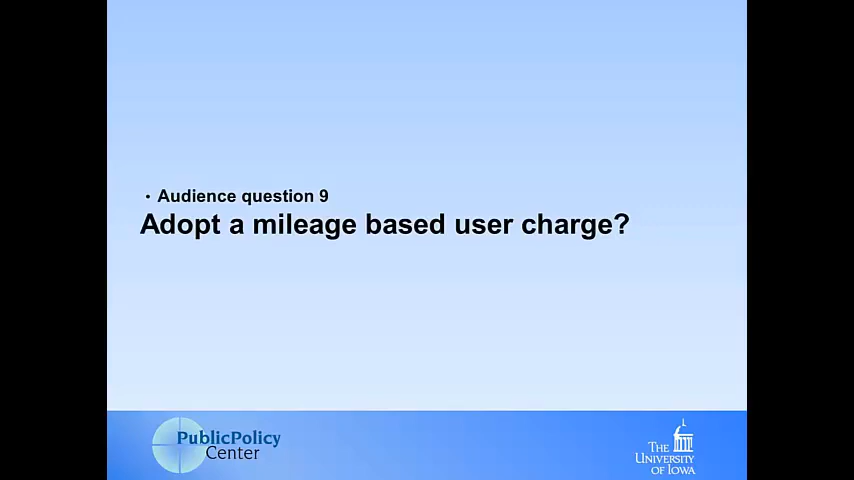 • Audience question 9
Adopt a mileage based user charge?
PublicPolicy
Center
THE
UNIVERSITY
OF IOWA